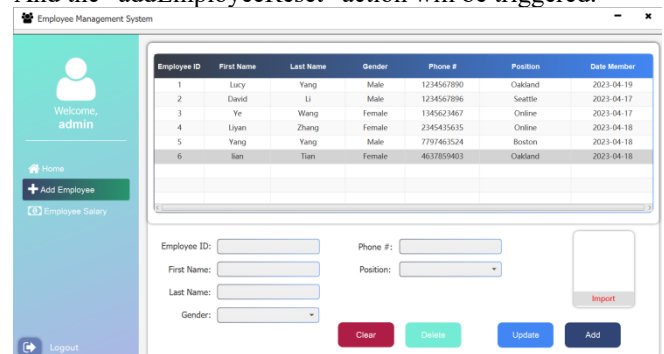 And the "addEmployeeReset" action will be triggered.
Employee Management System
Employee ID First Name Last Name Gender Phone # Position Date Member
1 Lucy Yang Male 1234567890 Oakland 2023-04-19
2 David Li Male 1234567896 Seattle 2023-04-17
3 Ye Wang Female 1345623467 Online 2023-04-17
4 Liyan Zhang Female 2345435635 Online 2023-04-18
5 Yang Yang Male 7797463524 Boston 2023-04-18
6 lian Tian Female 4637859403 Oakland 2023-04-18
Welcome,
admin
Home
Add Employee
Employee Salary
Logout
Employee ID: Phone #:
First Name: Position:
Last Name:
Gender:
Import
Clear Delete Update Add